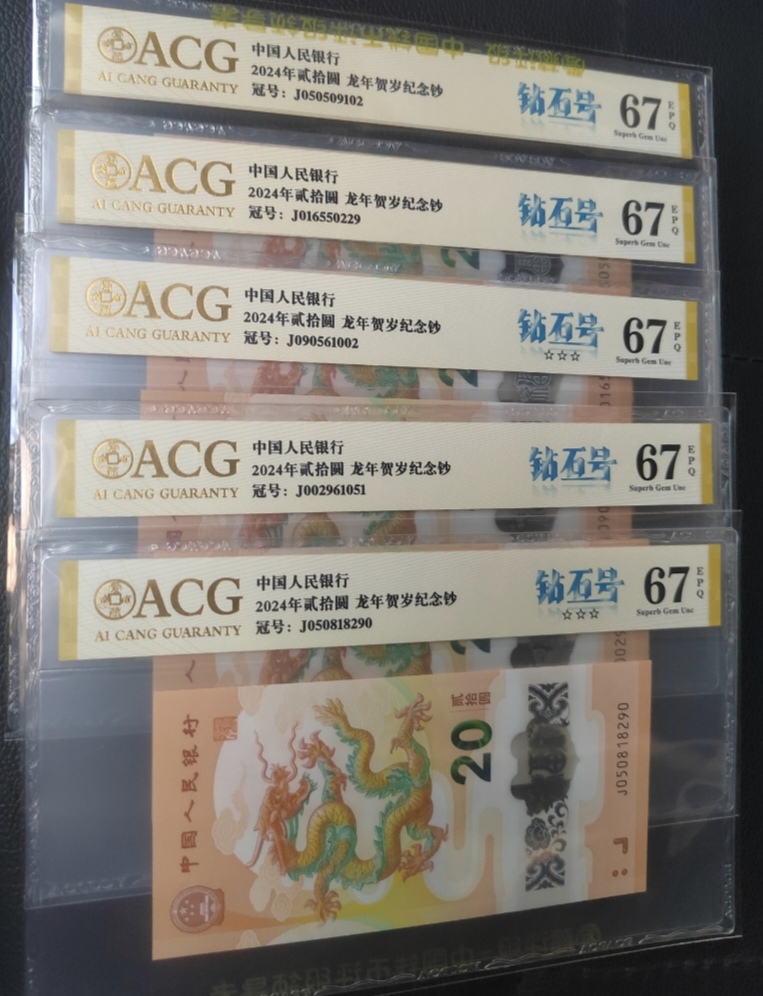 ACG
AI CANG GUARANTY
中国人民银行
2024年贰拾圆 龙年贺岁纪念钞
冠号：J050509102
钻石号
67
EPQ
Superb Gem Unc
ACG
AI CANG GUARANTY
中国人民银行
2024年贰拾圆 龙年贺岁纪念钞
冠号：J016550229
钻石号
67
EPQ
Superb Gem Unc
ACG
AI CANG GUARANTY
中国人民银行
2024年贰拾圆 龙年贺岁纪念钞
冠号：J090561002
钻石号
☆☆☆
67
EPQ
Superb Gem Unc
ACG
AI CANG GUARANTY
中国人民银行
2024年贰拾圆 龙年贺岁纪念钞
冠号：J002961051
钻石号
67
EPQ
Superb Gem Unc
ACG
AI CANG GUARANTY
中国人民银行
2024年贰拾圆 龙年贺岁纪念钞
冠号：J050818290
钻石号
☆☆☆
67
EPQ
Superb Gem Unc
中国人民银行
贰拾圆
20
J050818290